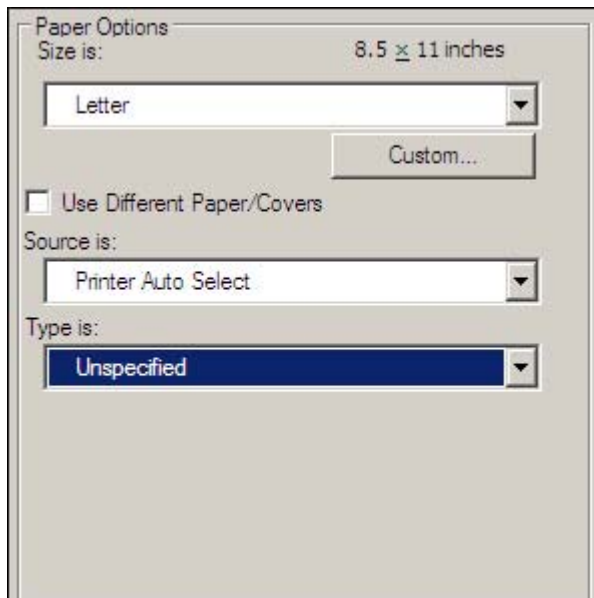 Paper Options
Size is: 8.5 x 11 inches
Letter
Custom...
Use Different Paper/Covers
Source is:
Printer Auto Select
Type is:
Unspecified